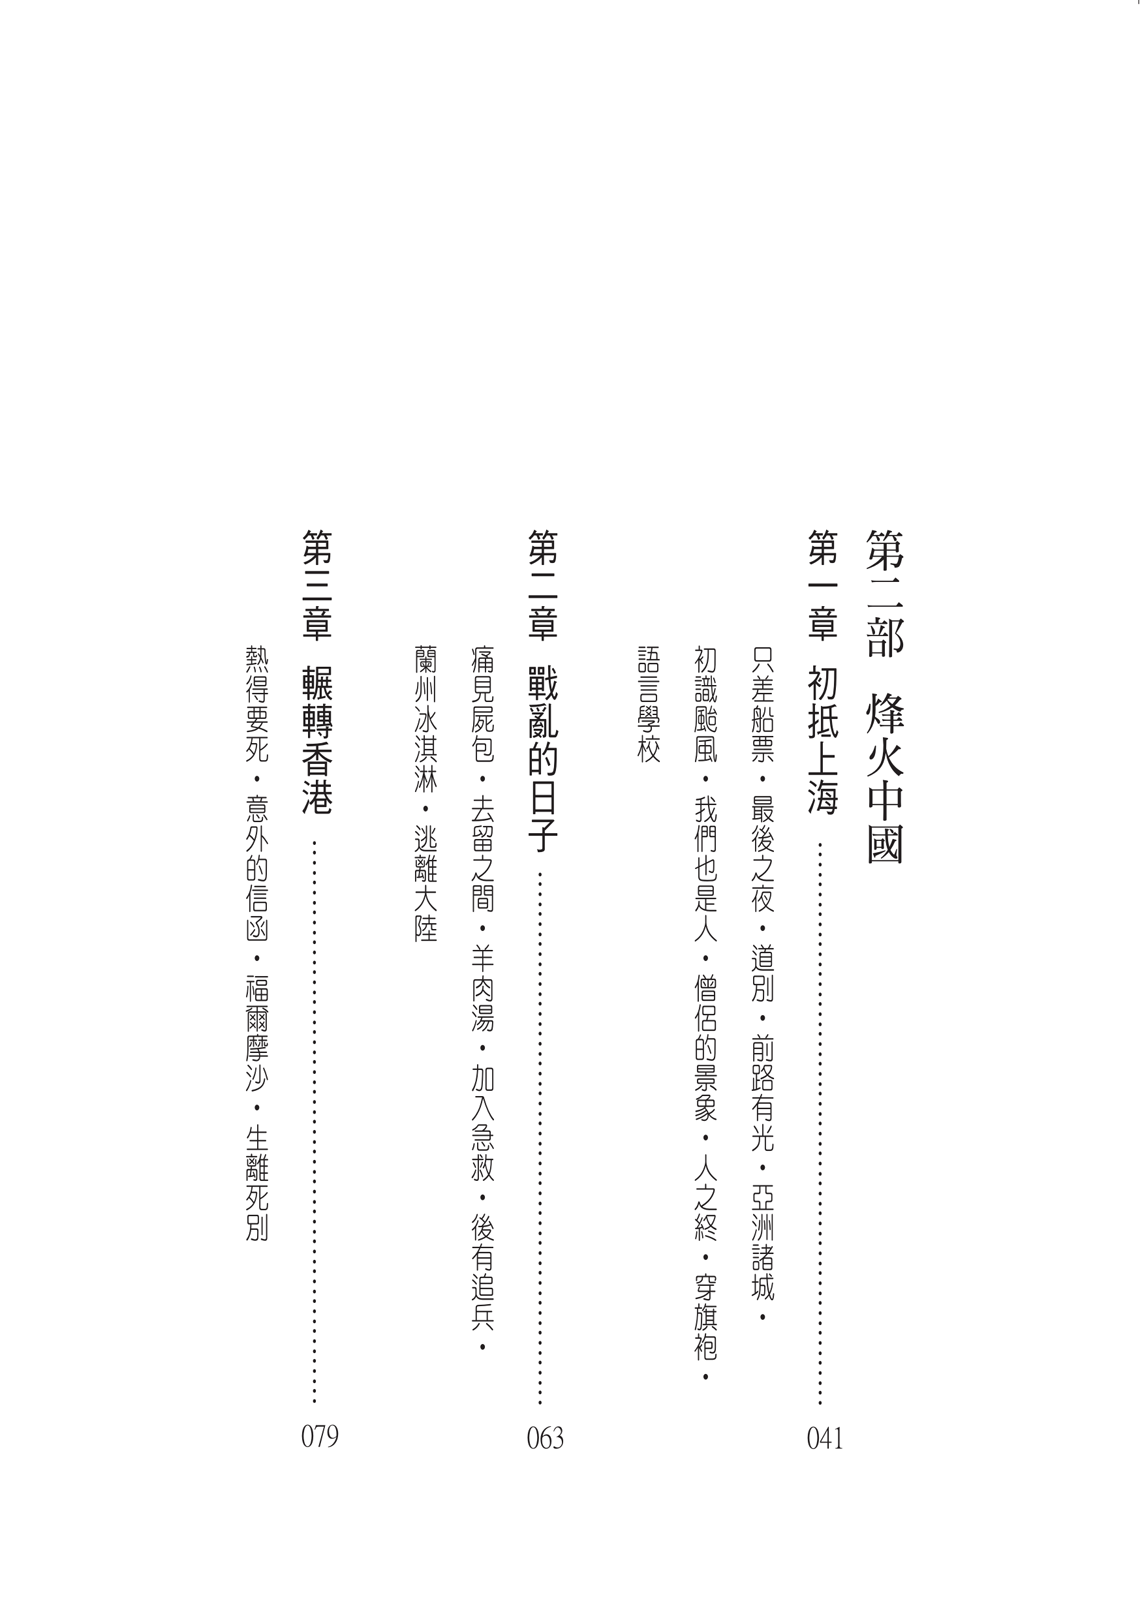 第二部　烽火中國
第一章　初抵上海……………………041
只差船票・最後之夜・道別・前路有光・亞洲諸城・
初識颱風・我們也是人・僧侶的景象・人之終・穿旗袍・
語言學校
第二章　戰亂的日子……………………063
痛見屍包・去留之間・羊肉湯・加入急救・後有追兵・
蘭州冰淇淋・逃離大陸
第三章　輾轉香港……………………079
熱得要死・意外的信函・福爾摩沙・生離死別